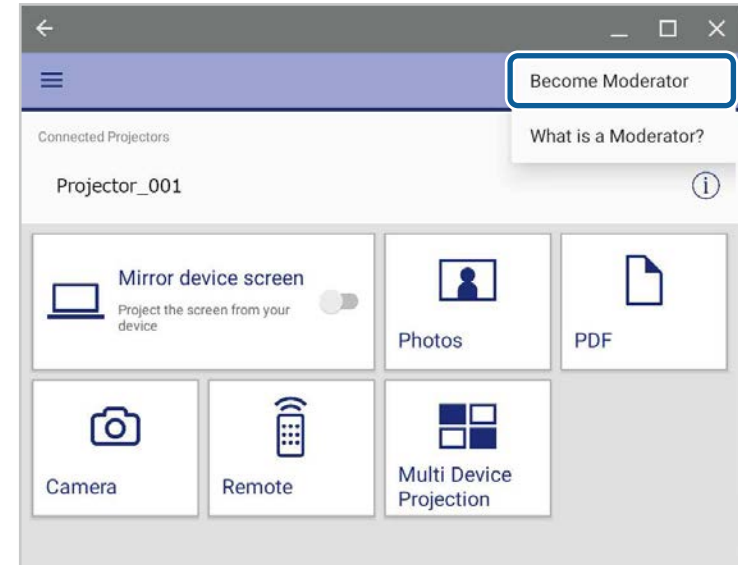 Become Moderator
What is a Moderator?
Connected Projectors
Projector_001
Mirror device screen
Project the screen from your
device
Photos
PDF
Camera
Remote
Multi Device
Projection